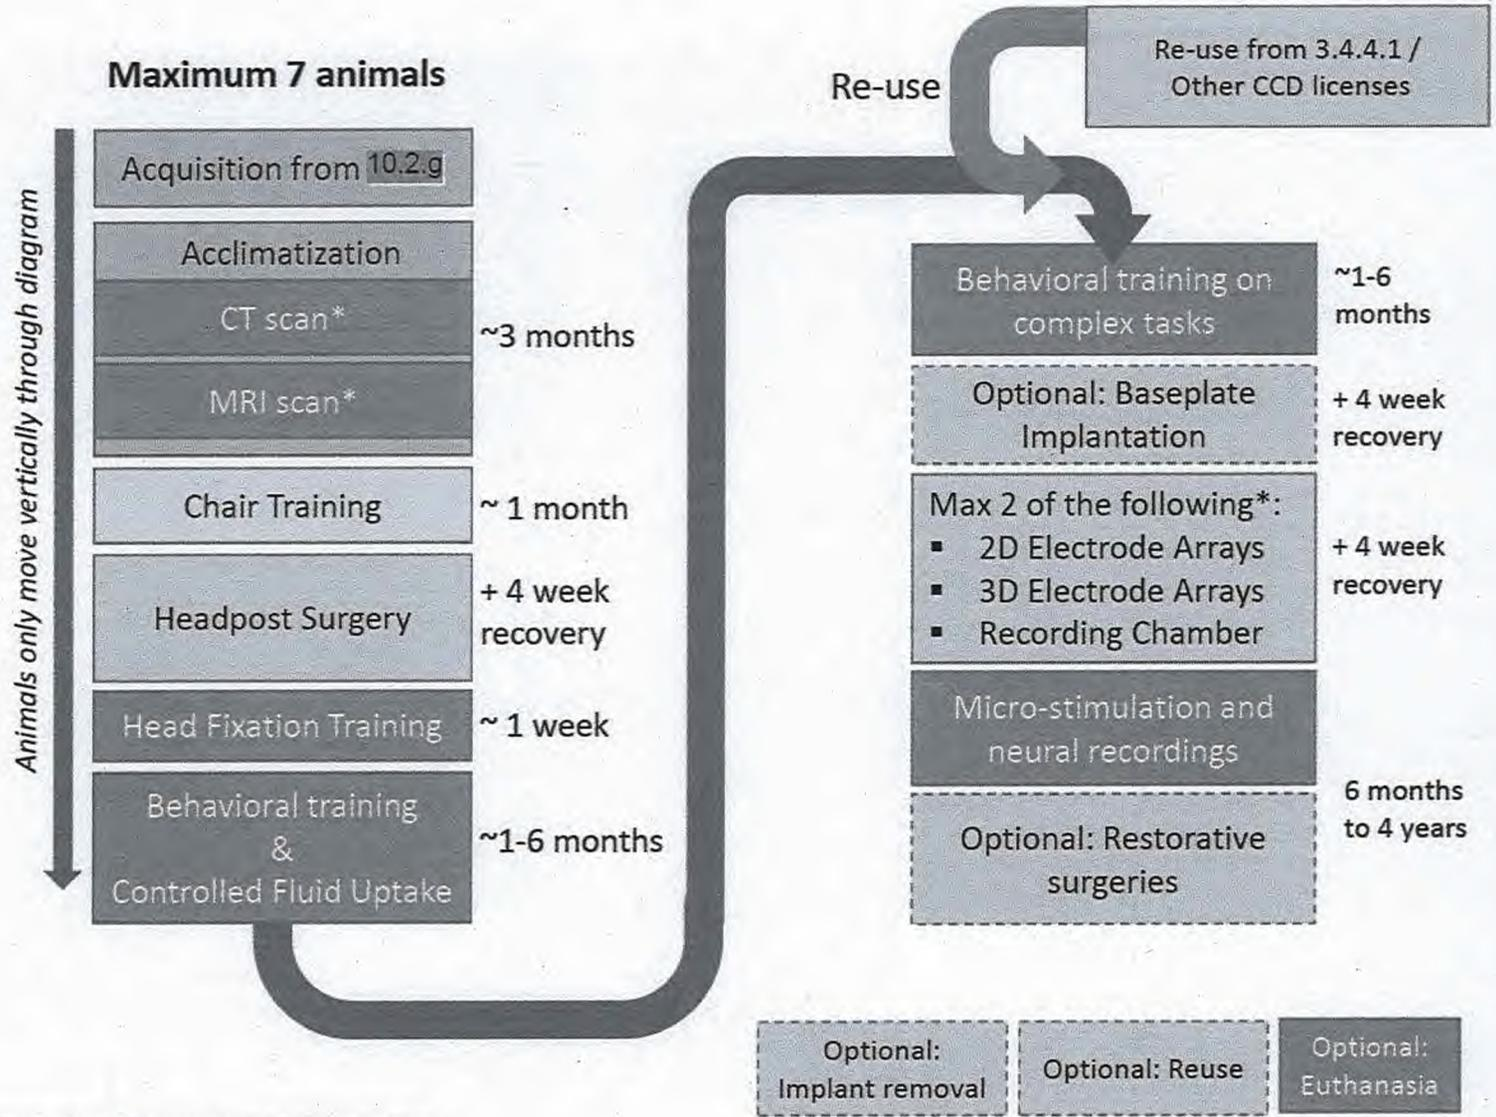 Maximum 7 animals
Animals only move vertically through diagram
Acquisition from 10.2.g
Acclimatization
CT scan*
MRI scan*
~3 months
Chair Training
~ 1 month
Headpost Surgery
+ 4 week
recovery
Head Fixation Training
~ 1 week
Behavioral training
&
Controlled Fluid Uptake
~1-6 months
Re-use
Re-use from 3.4.4.1 /
Other CCD licenses
Behavioral training on
complex tasks
~1-6
months
Optional: Baseplate
Implantation
+ 4 week
recovery
Max 2 of the following*:
▪ 2D Electrode Arrays
▪ 3D Electrode Arrays
▪ Recording Chamber
+ 4 week
recovery
Micro-stimulation and
neural recordings
Optional: Restorative
surgeries
6 months
to 4 years
Optional:
Implant removal
Optional: Reuse
Optional:
Euthanasia